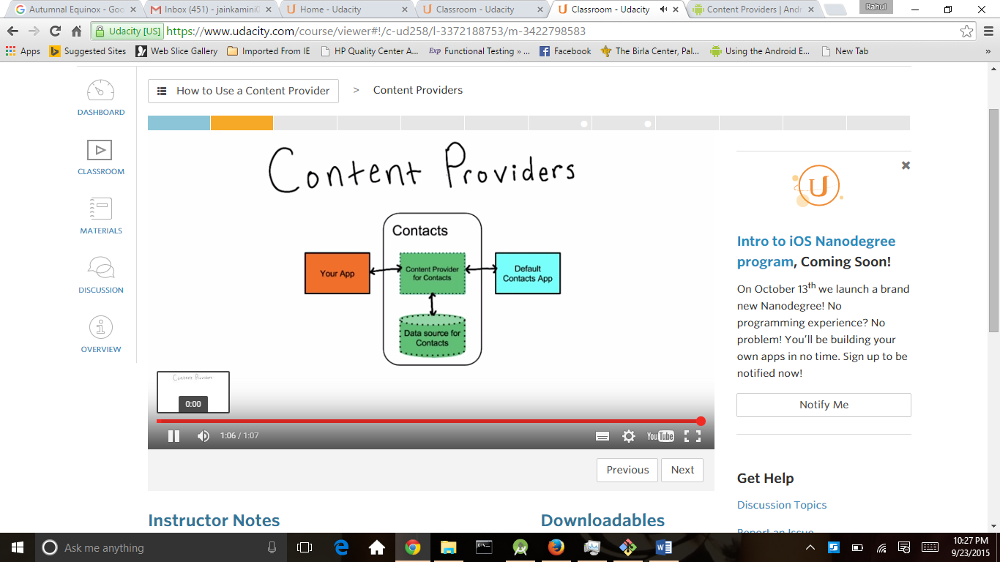 Autumnal Equinox - Goo
Inbox (451) - jainkamini0
Home - Udacity
Classroom - Udacity
Classroom - Udacity
Content Providers | Andr
Rahul
Udacity [US]
https://www.udacity.com/course/viewer#!/c-ud258/l-3372188753/m-3422798583
Apps
Suggested Sites
Web Slice Gallery
Imported From IE
HP Quality Center A...
Exp Functional Testing » ...
Facebook
The Birla Center, Pal...
Using the Android E...
New Tab
»
DASHBOARD
CLASSROOM
MATERIALS
DISCUSSION
OVERVIEW
How to Use a Content Provider
>
Content Providers
Content Providers
Contacts
Your App
Content Provider
for Contacts
Default
Contacts App
Data source for
Contacts
Content Providers
0:00
1:06 / 1:07
YouTube
Previous
Next
Instructor Notes
Downloadables
U
Intro to iOS Nanodegree
program, Coming Soon!
On October 13th we launch a brand
new Nanodegree! No
programming experience? No
problem! You’ll be building your
own apps in no time. Sign up to be
notified now!
Notify Me
Get Help
Discussion Topics
Report an Issue
Ask me anything
10:27 PM
9/23/2015